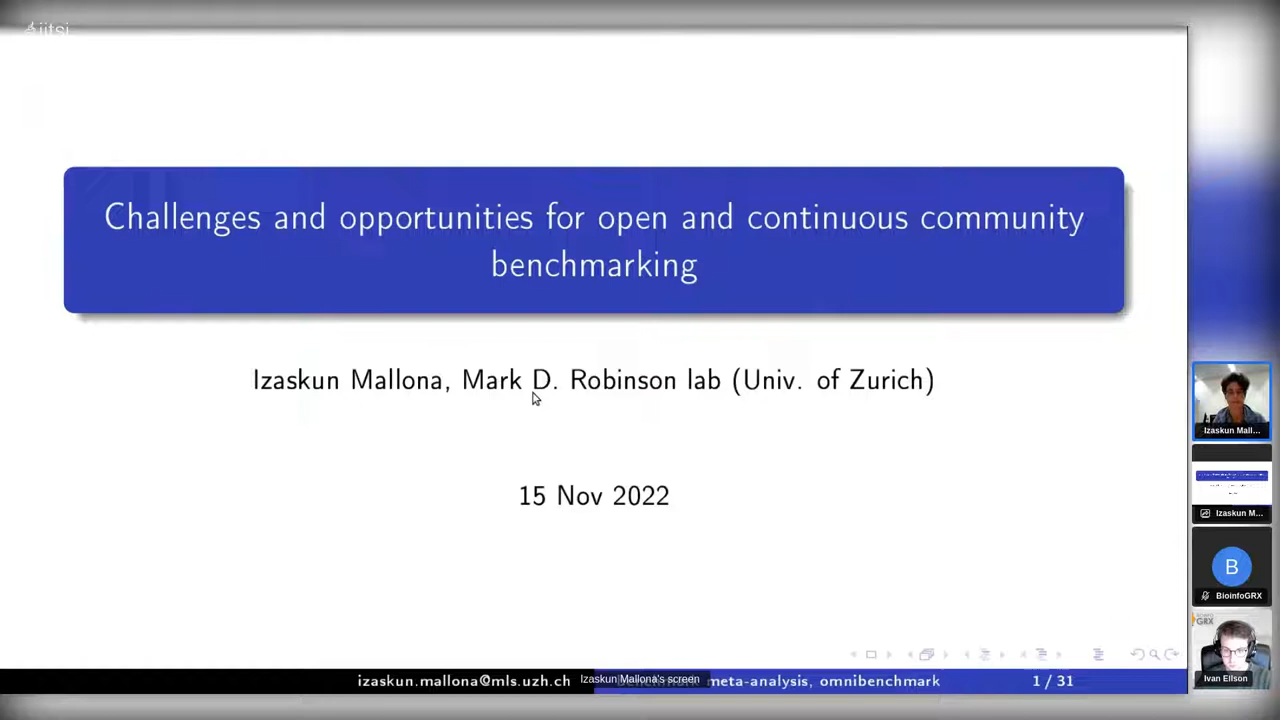 jitsi
Challenges and opportunities for open and continuous community
benchmarking
Izaskun Mallona, Mark D. Robinson lab (Univ. of Zurich)
15 Nov 2022
izaskun.mallona@mls.uzh.ch
Izaskun Mallona's screen
meta-analysis, omnibenchmark
1 / 31
Izaskun Mall...
Izaskun M...
B
BioinfoGRX
GRX
Ivan Ellson